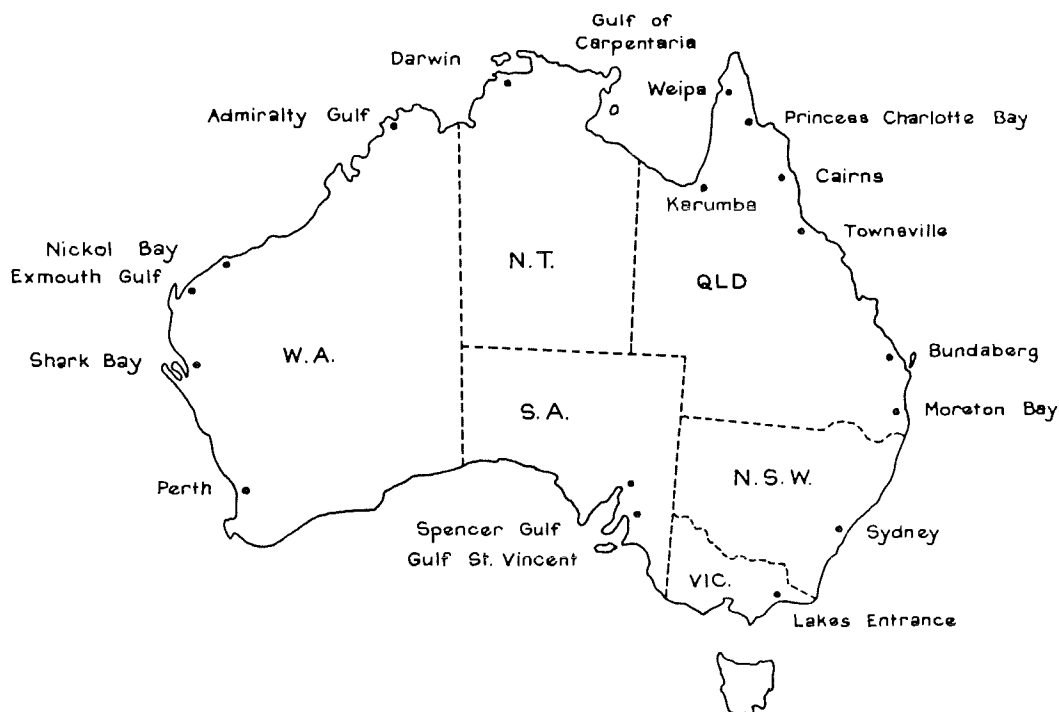 Gulf of
Carpentaria
Darwin
Weipa
Admiralty Gulf
Princess Charlotte Bay
Cairns
Karumba
Townsville
Nickol Bay
Exmouth Gulf
N.T.
QLD
W.A.
Shark Bay
Bundaberg
S.A.
Moreton Bay
N.S.W.
Perth
Spencer Gulf
Gulf St. Vincent
Sydney
VIC.
Lakes Entrance